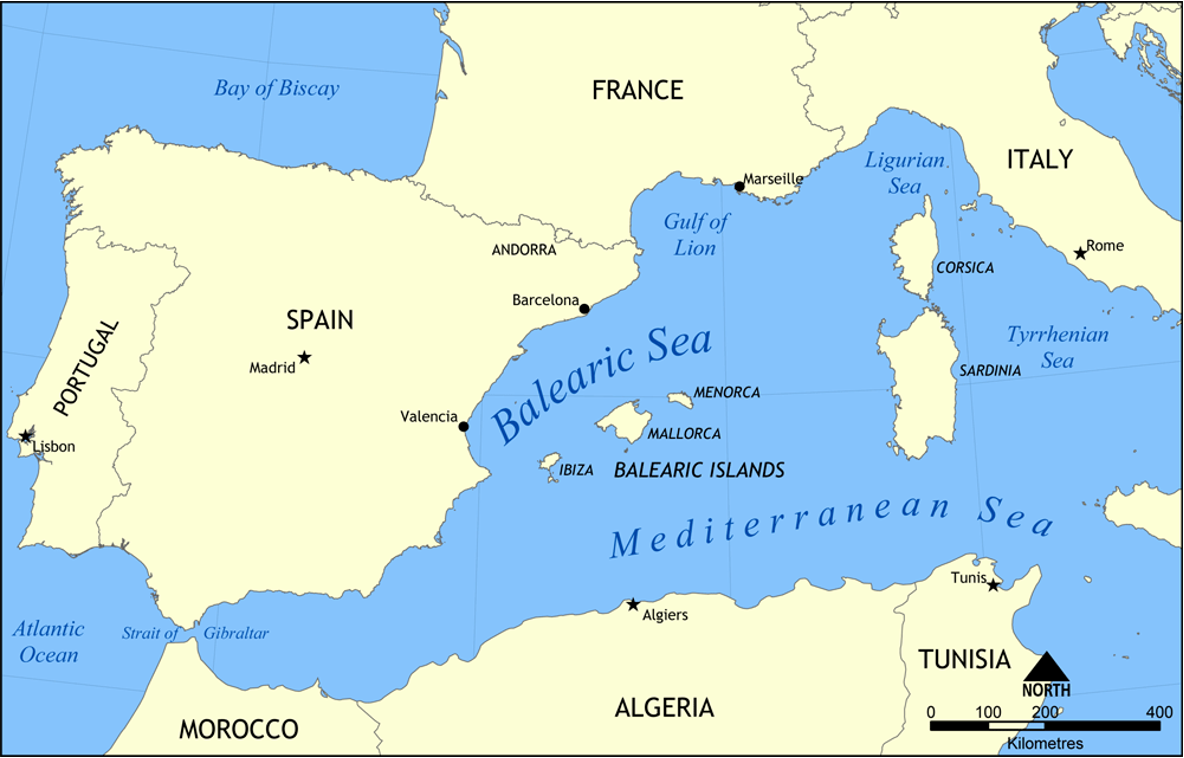 Bay of Biscay
FRANCE
ITALY
Ligurian
Sea
Marseille
Gulf of
Lion
Rome
ANDORRA
CORSICA
Barcelona
SPAIN
Madrid
PORTUGAL
Balearic Sea
Tyrrhenian
Sea
SARDINIA
MENORCA
Valencia
MALLORCA
Lisbon
IBIZA
BALEARIC ISLANDS
Mediterranean Sea
Tunis
Algiers
Atlantic
Ocean
Strait of Gibraltar
TUNISIA
NORTH
ALGERIA
MOROCCO
0 100 200 400
Kilometres